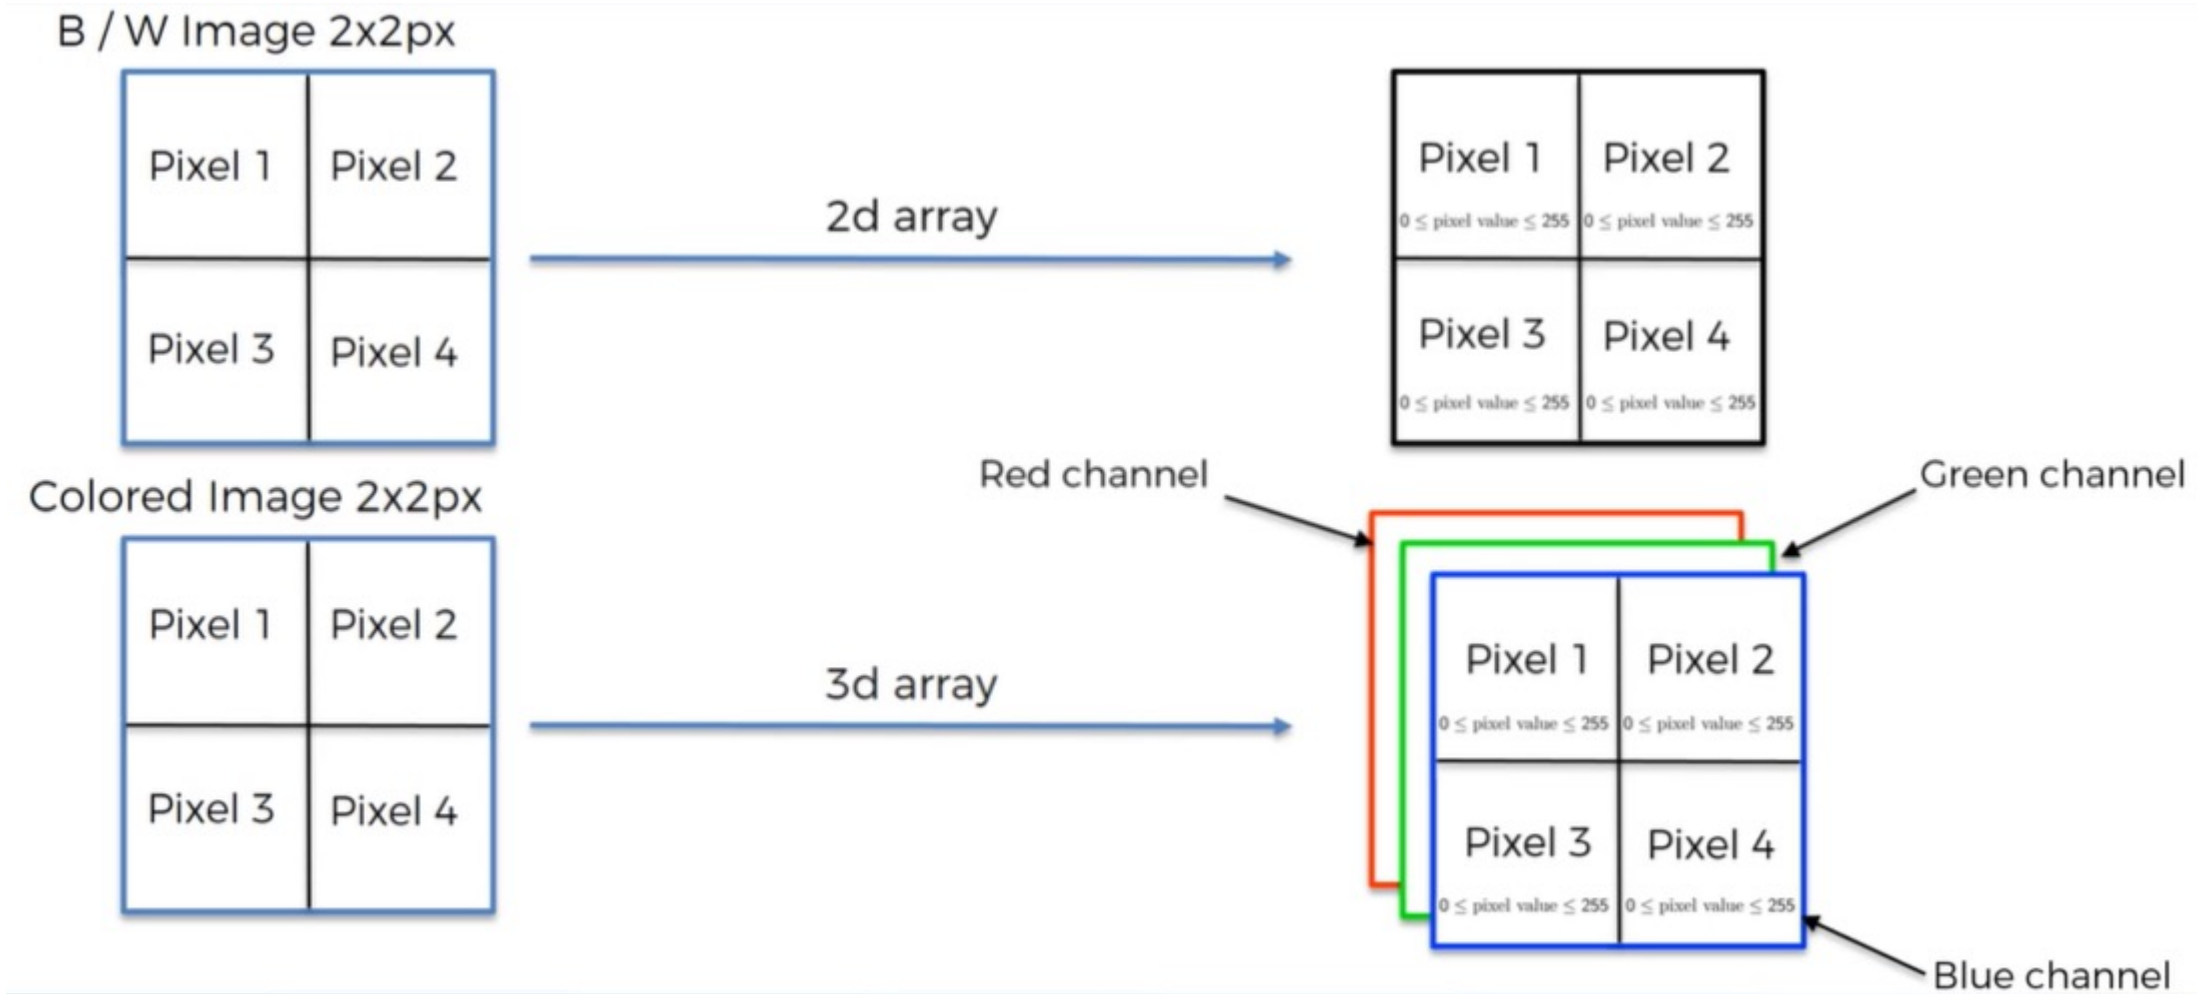 B / W Image 2x2px
Pixel 1 Pixel 2
Pixel 3 Pixel 4
2d array
Pixel 1 Pixel 2
0 ≤ pixel value ≤ 255 0 ≤ pixel value ≤ 255
Pixel 3 Pixel 4
0 ≤ pixel value ≤ 255 0 ≤ pixel value ≤ 255
Colored Image 2x2px
Pixel 1 Pixel 2
Pixel 3 Pixel 4
3d array
Red channel
Green channel
Pixel 1 Pixel 2
0 ≤ pixel value ≤ 255 0 ≤ pixel value ≤ 255
Pixel 3 Pixel 4
0 ≤ pixel value ≤ 255 0 ≤ pixel value ≤ 255
Blue channel